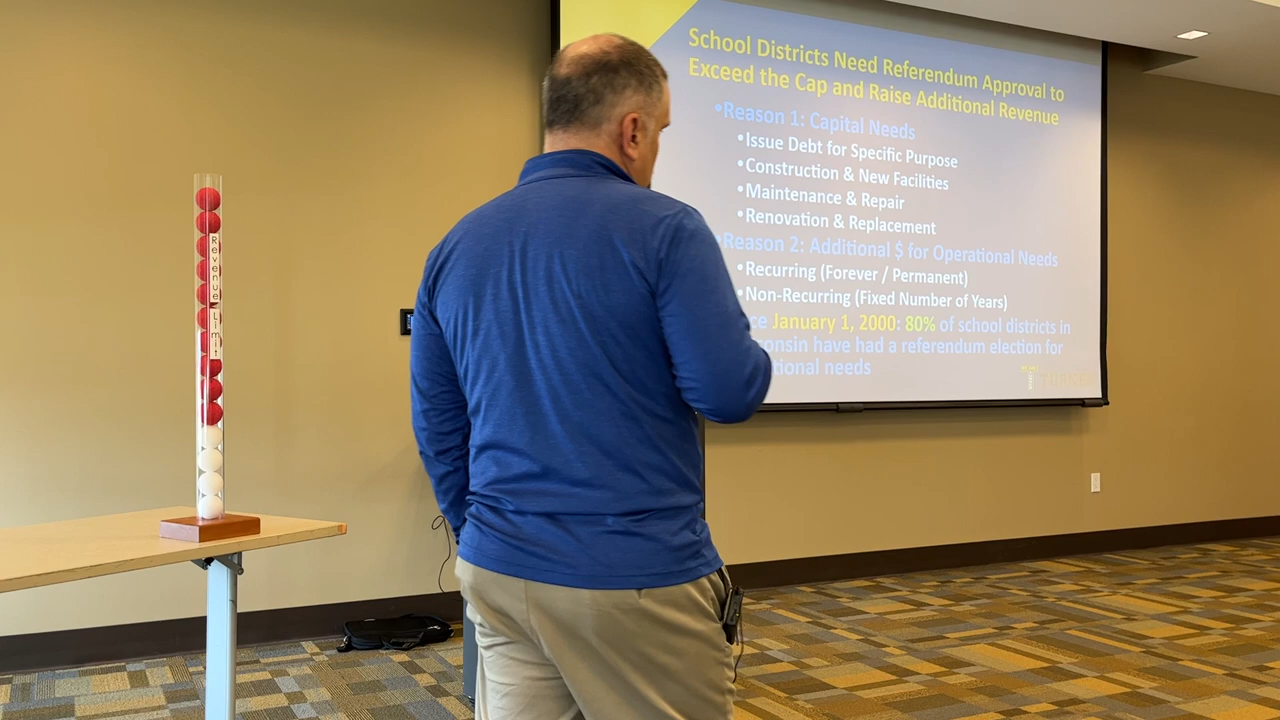 School Districts Need Referendum Approval to
Exceed the Cap and Raise Additional Revenue
•Reason 1: Capital Needs
•Issue Debt for Specific Purpose
•Construction & New Facilities
•Maintenance & Repair
•Renovation & Replacement
Reason 2: Additional $ for Operational Needs
•Recurring (Forever / Permanent)
•Non-Recurring (Fixed Number of Years)
January 1, 2000: 80% of school districts in
have had a referendum election for
needs
Revenue Limit